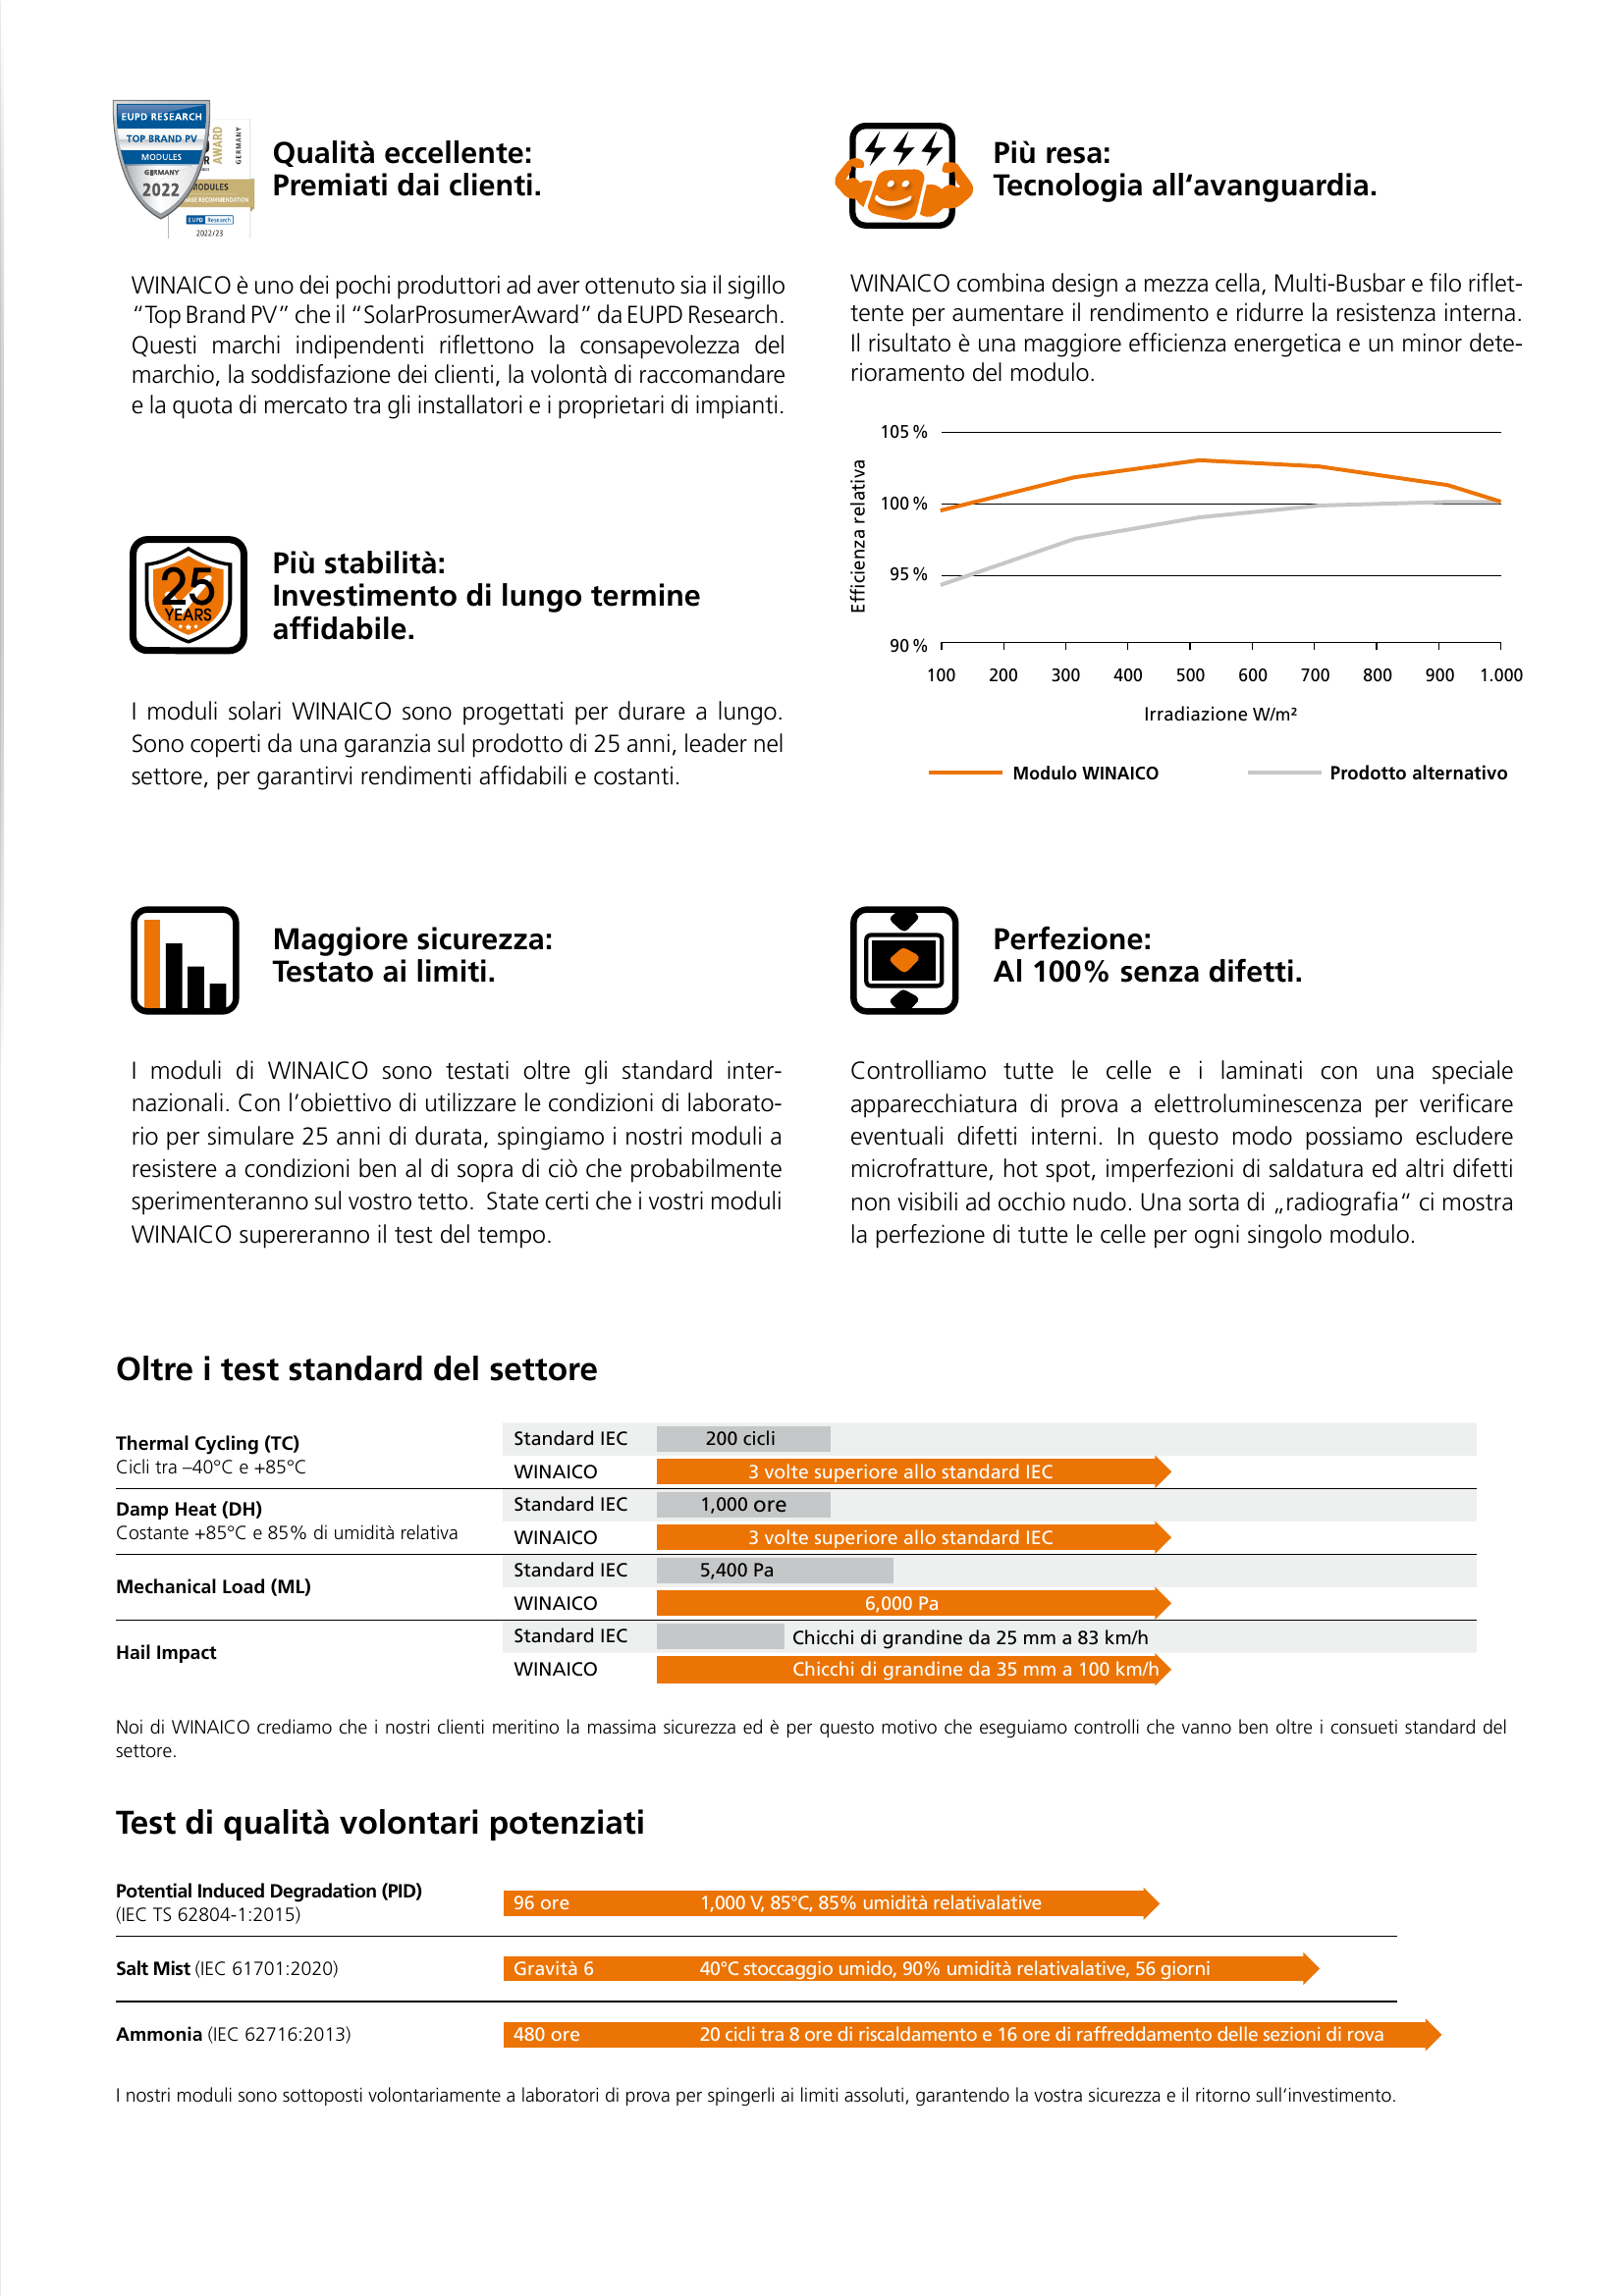 EUPD RESEARCH
TOP BRAND PV
MODULES
GERMANY
2022
AWARD
GERMANY
MODULES
EUPD Research
2022/23
Qualità eccellente:
Premiati dai clienti.
WINAICO è uno dei pochi produttori ad aver ottenuto sia il sigillo
“Top Brand PV” che il “SolarProsumerAward” da EUPD Research.
Questi marchi indipendenti riflettono la consapevolezza del
marchio, la soddisfazione dei clienti, la volontà di raccomandare
e la quota di mercato tra gli installatori e i proprietari di impianti.
Più resa:
Tecnologia all‘avanguardia.
WINAICO combina design a mezza cella, Multi-Busbar e filo riflet-
tente per aumentare il rendimento e ridurre la resistenza interna.
Il risultato è una maggiore efficienza energetica e un minor dete-
rioramento del modulo.
105 %
100 %
95 %
90 %
Efficienza relativa
100 200 300 400 500 600 700 800 900 1.000
Irradiazione W/m²
Modulo WINAICO
Prodotto alternativo
25
YEARS
Più stabilità:
Investimento di lungo termine
affidabile.
I moduli solari WINAICO sono progettati per durare a lungo.
Sono coperti da una garanzia sul prodotto di 25 anni, leader nel
settore, per garantirvi rendimenti affidabili e costanti.
Maggiore sicurezza:
Testato ai limiti.
I moduli di WINAICO sono testati oltre gli standard inter-
nazionali. Con l’obiettivo di utilizzare le condizioni di laborato-
rio per simulare 25 anni di durata, spingiamo i nostri moduli a
resistere a condizioni ben al di sopra di ciò che probabilmente
sperimenteranno sul vostro tetto. State certi che i vostri moduli
WINAICO supereranno il test del tempo.
Perfezione:
Al 100% senza difetti.
Controlliamo tutte le celle e i laminati con una speciale
apparecchiatura di prova a elettroluminescenza per verificare
eventuali difetti interni. In questo modo possiamo escludere
microfratture, hot spot, imperfezioni di saldatura ed altri difetti
non visibili ad occhio nudo. Una sorta di „radiografia“ ci mostra
la perfezione di tutte le celle per ogni singolo modulo.
Oltre i test standard del settore
Thermal Cycling (TC)
Cicli tra –40°C e +85°C
Standard IEC 200 cicli
WINAICO 3 volte superiore allo standard IEC
Damp Heat (DH)
Costante +85°C e 85% di umidità relativa
Standard IEC 1,000 ore
WINAICO 3 volte superiore allo standard IEC
Mechanical Load (ML)
Standard IEC 5,400 Pa
WINAICO 6,000 Pa
Hail Impact
Standard IEC Chicchi di grandine da 25 mm a 83 km/h
WINAICO Chicchi di grandine da 35 mm a 100 km/h
Noi di WINAICO crediamo che i nostri clienti meritino la massima sicurezza ed è per questo motivo che eseguiamo controlli che vanno ben oltre i consueti standard del
settore.
Test di qualità volontari potenziati
Potential Induced Degradation (PID)
(IEC TS 62804-1:2015)
96 ore 1,000 V, 85°C, 85% umidità relativalative
Salt Mist (IEC 61701:2020) Gravità 6 40°C stoccaggio umido, 90% umidità relativalative, 56 giorni
Ammonia (IEC 62716:2013) 480 ore 20 cicli tra 8 ore di riscaldamento e 16 ore di raffreddamento delle sezioni di rova
I nostri moduli sono sottoposti volontariamente a laboratori di prova per spingerli ai limiti assoluti, garantendo la vostra sicurezza e il ritorno sull’investimento.